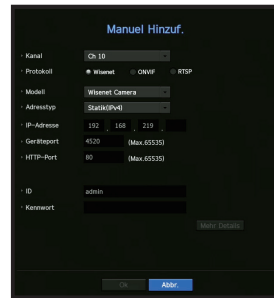 Manuel Hinzuf.
Kanal Ch 10
Protokoll Wisenet ONVIF RTSP
Modell Wisenet Camera
Adresstyp Statik(IPv4)
IP-Adresse 192 . 168 . 219 .
Geräteport 4520 (Max.65535)
HTTP-Port 80 (Max.65535)
ID admin
Kennwort
Mehr Details
Ok Abbr.